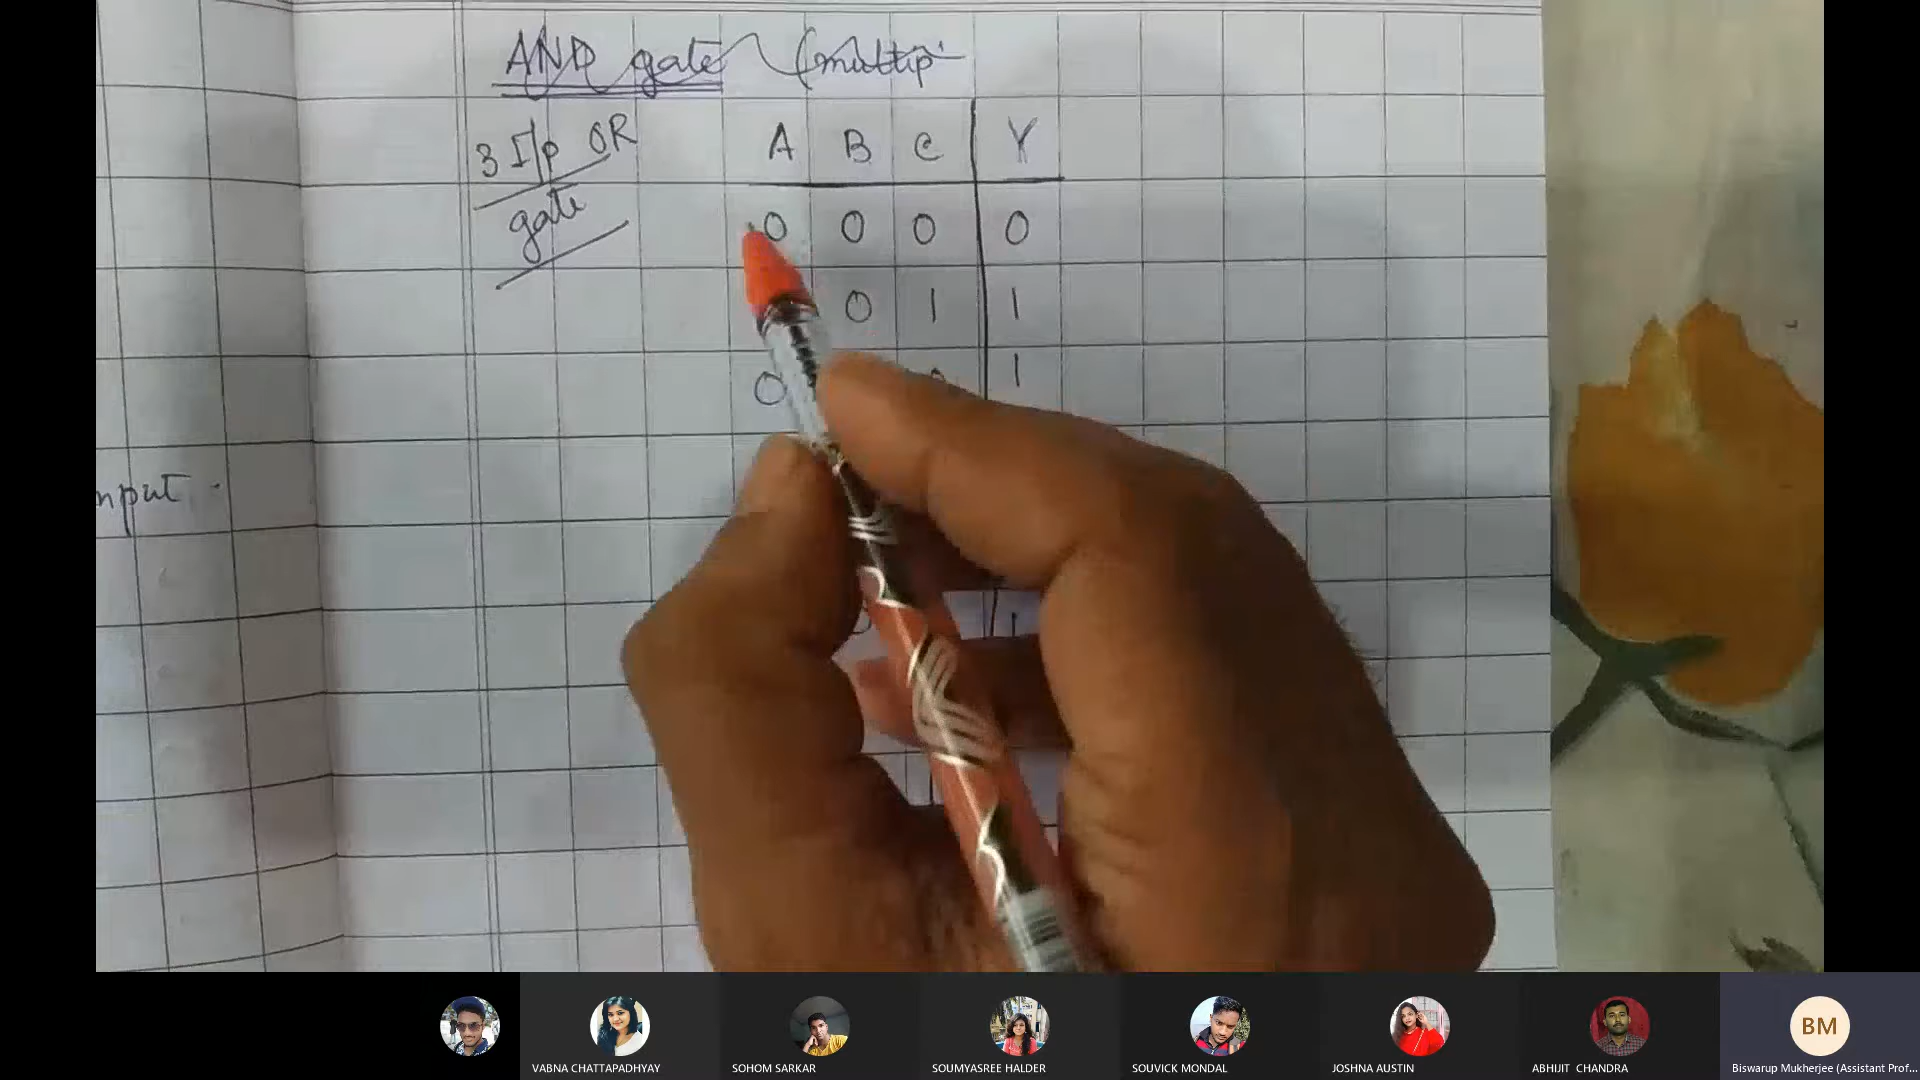 AND gate (multip
3 I/p OR
gate
A B C Y
0 0 0 0
0 1 1
0 1
nput.
VABNA CHATTAPADHYAY
SOHOM SARKAR
SOUMYASREE HALDER
SOUVICK MONDAL
JOSHNA AUSTIN
ABHIJIT CHANDRA
BM
Biswarup Mukherjee (Assistant Prof...